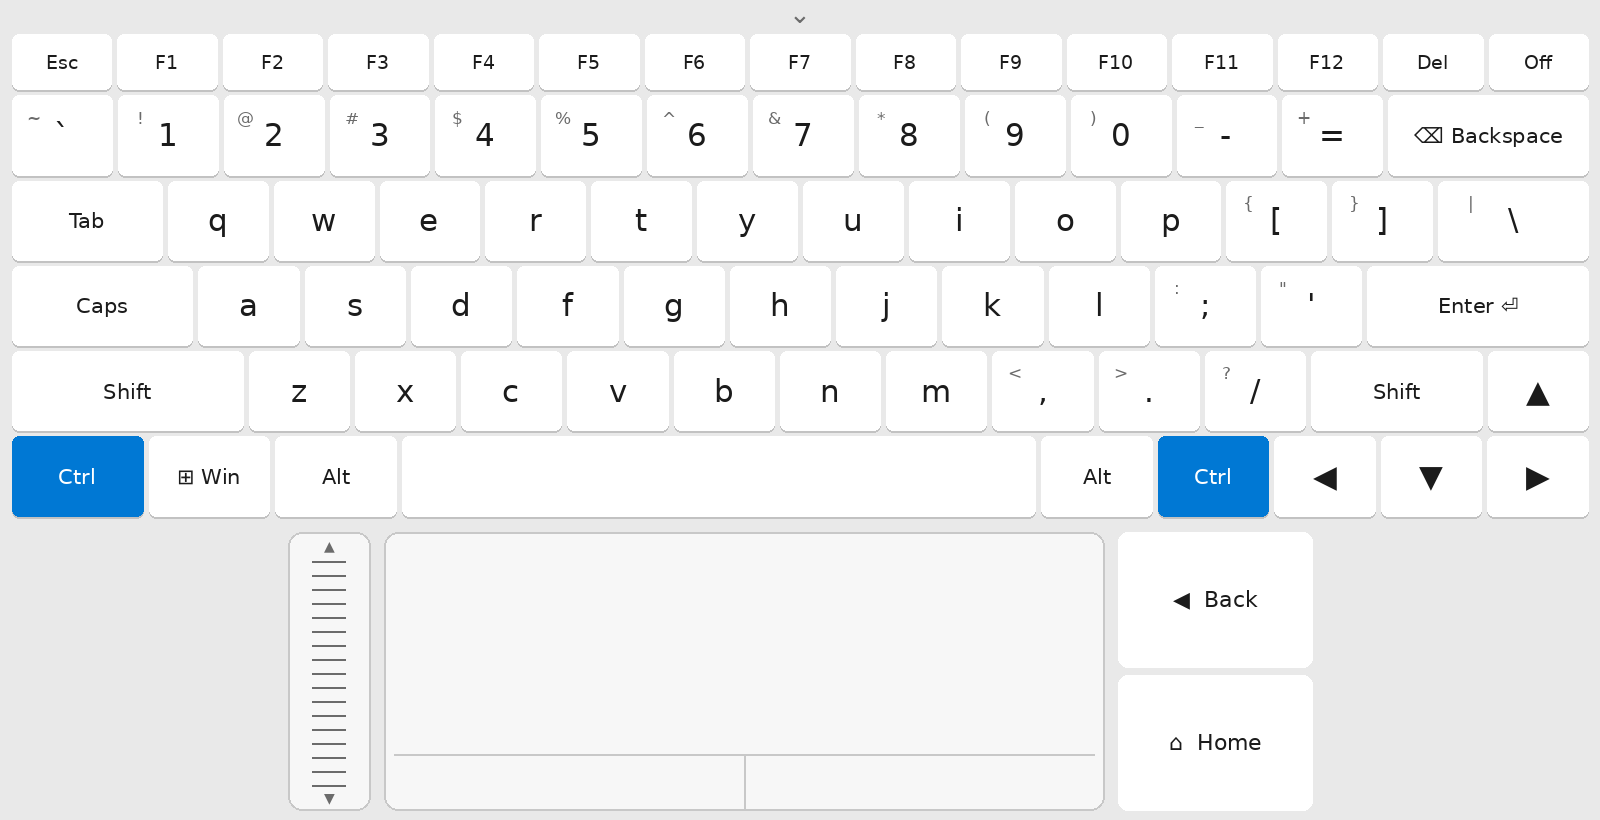 ⌄
Esc F1 F2 F3 F4 F5 F6 F7 F8 F9 F10 F11 F12 Del Off
~ ` ! 1 @ 2 # 3 $ 4 % 5 ^ 6 & 7 * 8 ( 9 ) 0 _ - + = ⌫ Backspace
Tab q w e r t y u i o p { [ } ] | \
Caps a s d f g h j k l : ; " ' Enter ⏎
Shift z x c v b n m < , > . ? / Shift ▲
Ctrl ⊞ Win Alt Alt Ctrl ◀ ▼ ▶
▲
◀ Back
⌂ Home
▼